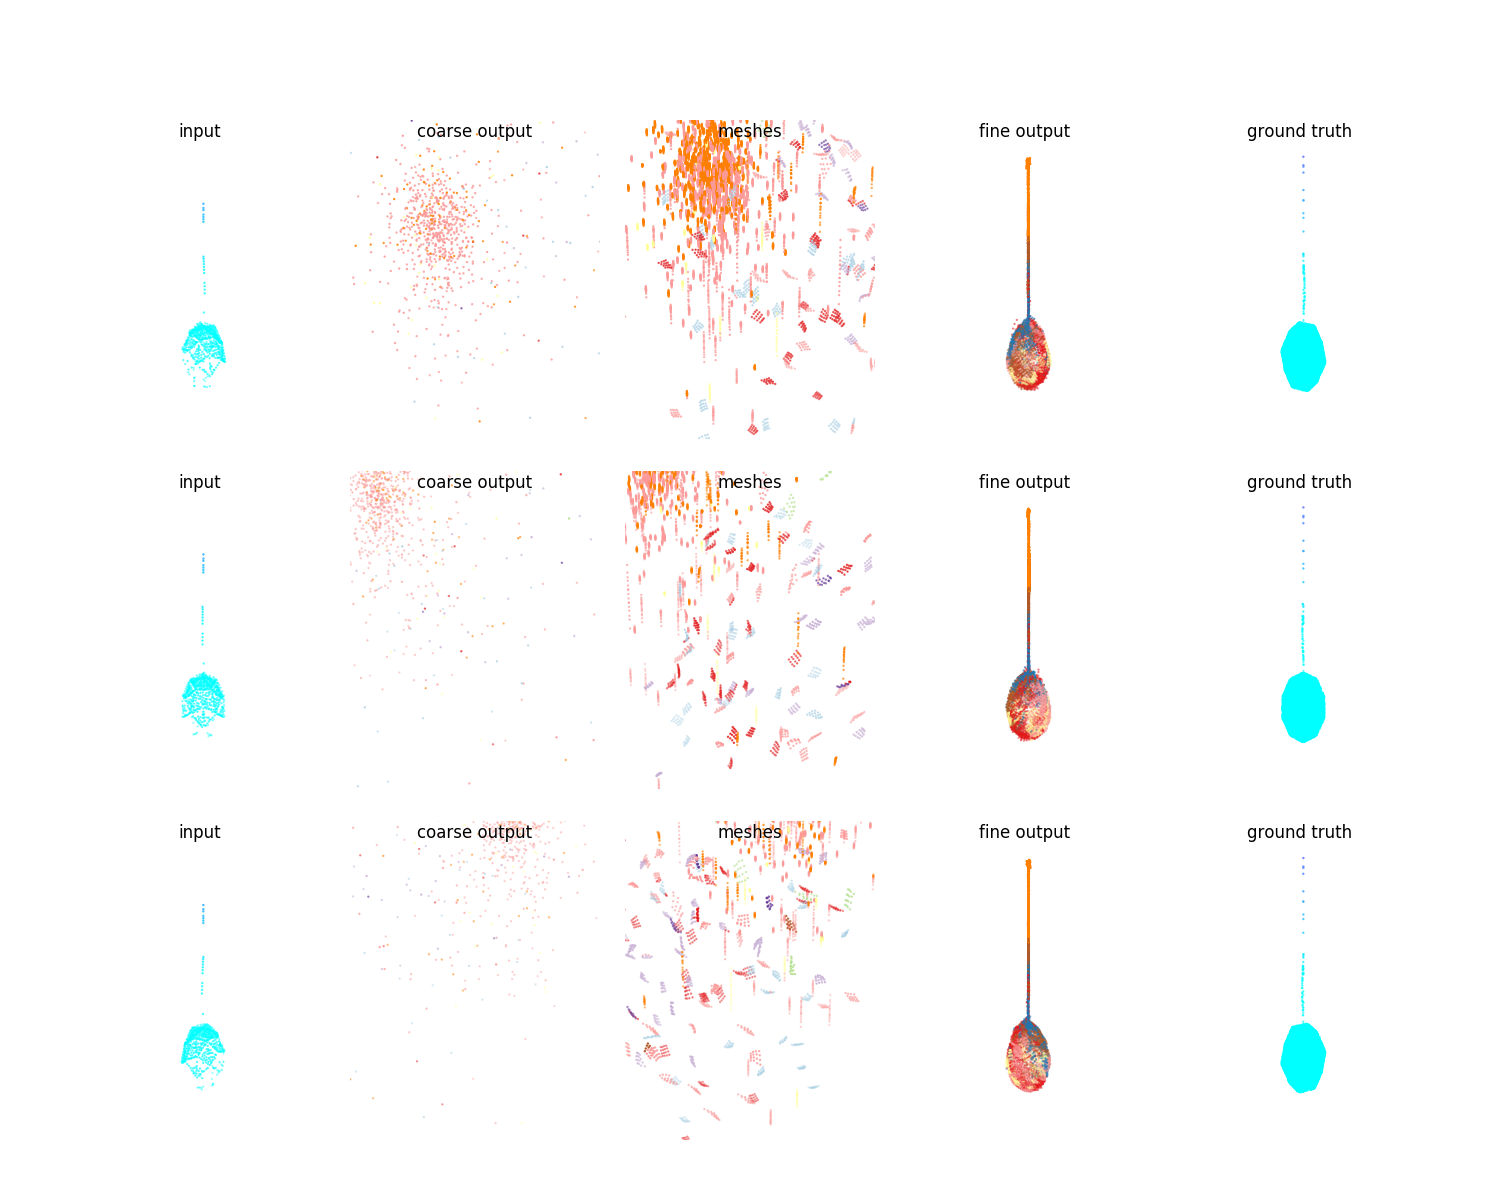 input
coarse output
meshes
fine output
ground truth
input
coarse output
meshes
fine output
ground truth
input
coarse output
meshes
fine output
ground truth